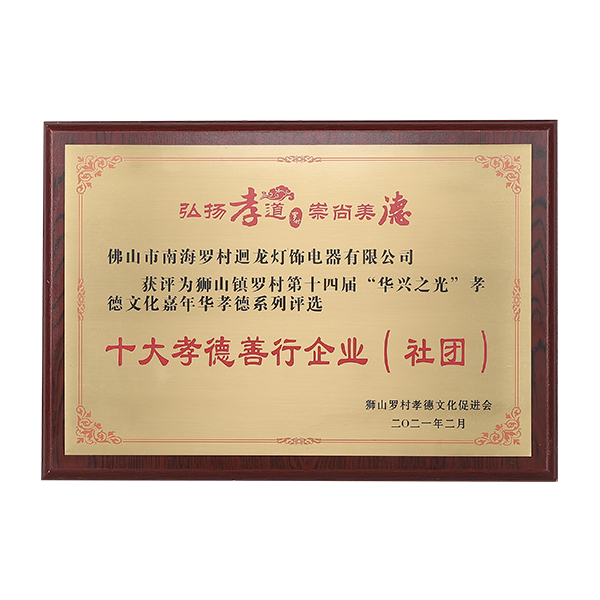 弘扬孝道 崇尚美德
佛山市南海罗村迴龙灯饰电器有限公司
获评为狮山镇罗村第十四届“华兴之光”孝
德文化嘉年华孝德系列评选
十大孝德善行企业（社团）
狮山罗村孝德文化促进会
二〇二一年二月